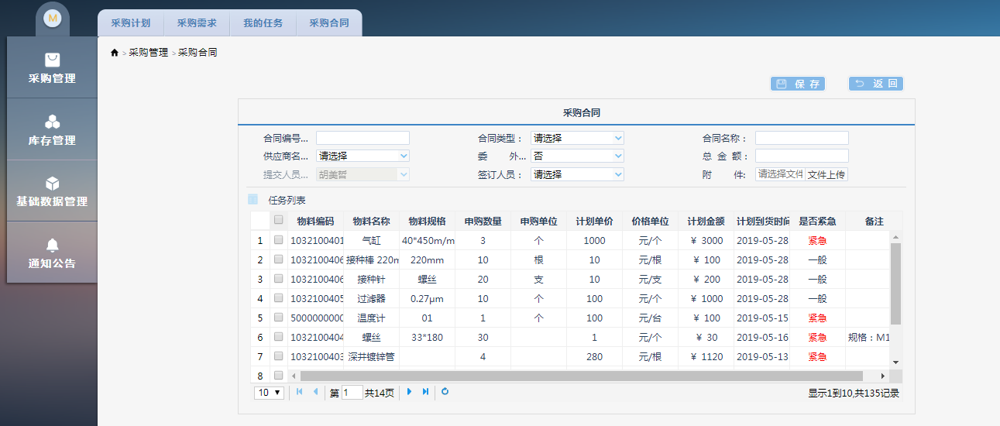 M
采购计划 采购需求 我的任务 采购合同
采购管理
库存管理
基础数据管理
通知公告
> 采购管理 > 采购合同
保 存 返 回
采购合同
合同编号... 合同类型： 请选择 合同名称：
供应商名... 请选择 委 外... 否 总 金 额：
提交人员... 胡美哲 签订人员： 请选择 附 件: 请选择文件 文件上传
任务列表
物料编码 物料名称 物料规格 申购数量 申购单位 计划单价 价格单位 计划金额 计划到货时间 是否紧急 备注
1 1032100401 气缸 40*450m/m 3 个 1000 元/个 ¥ 3000 2019-05-28 紧急
2 1032100406 接种棒 220m 220mm 10 根 10 元/根 ¥ 100 2019-05-28 一般
3 1032100406 接种针 螺丝 20 支 10 元/支 ¥ 200 2019-05-28 一般
4 1032100405 过滤器 0.27μm 10 个 100 元/个 ¥ 1000 2019-05-28 一般
5 5000000000 温度计 01 1 个 100 元/台 ¥ 100 2019-05-15 紧急
6 1032100404 螺丝 33*180 30 1 元/个 ¥ 30 2019-05-16 紧急 规格：M1
7 1032100403 深井镀锌管 4 280 元/根 ¥ 1120 2019-05-13 紧急
8
10 第 1 共14页 显示1到10,共135记录